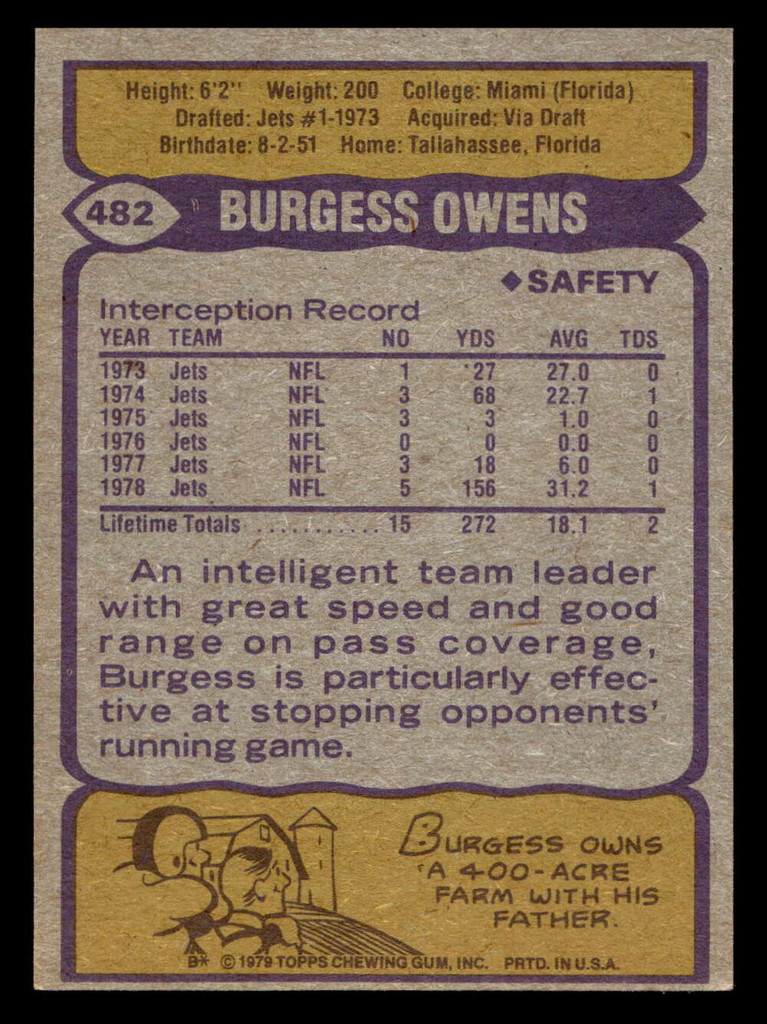 Height: 6'2" Weight: 200 College: Miami (Florida)
Drafted: Jets #1-1973 Acquired: Via Draft
Birthdate: 8-2-51 Home: Tallahassee, Florida
482 BURGESS OWENS
◆SAFETY
Interception Record
YEAR TEAM NO YDS AVG TDS
1973 Jets NFL 1 27 27.0 0
1974 Jets NFL 3 68 22.7 1
1975 Jets NFL 3 3 1.0 0
1976 Jets NFL 0 0 0.0 0
1977 Jets NFL 3 18 6.0 0
1978 Jets NFL 5 156 31.2 1
Lifetime Totals ............ 15 272 18.1 2
An intelligent team leader
with great speed and good
range on pass coverage,
Burgess is particularly effec-
tive at stopping opponents'
running game.
BURGESS OWNS
A 400-ACRE
FARM WITH HIS
FATHER.
B* © 1979 TOPPS CHEWING GUM, INC. PRTD. IN U.S.A.